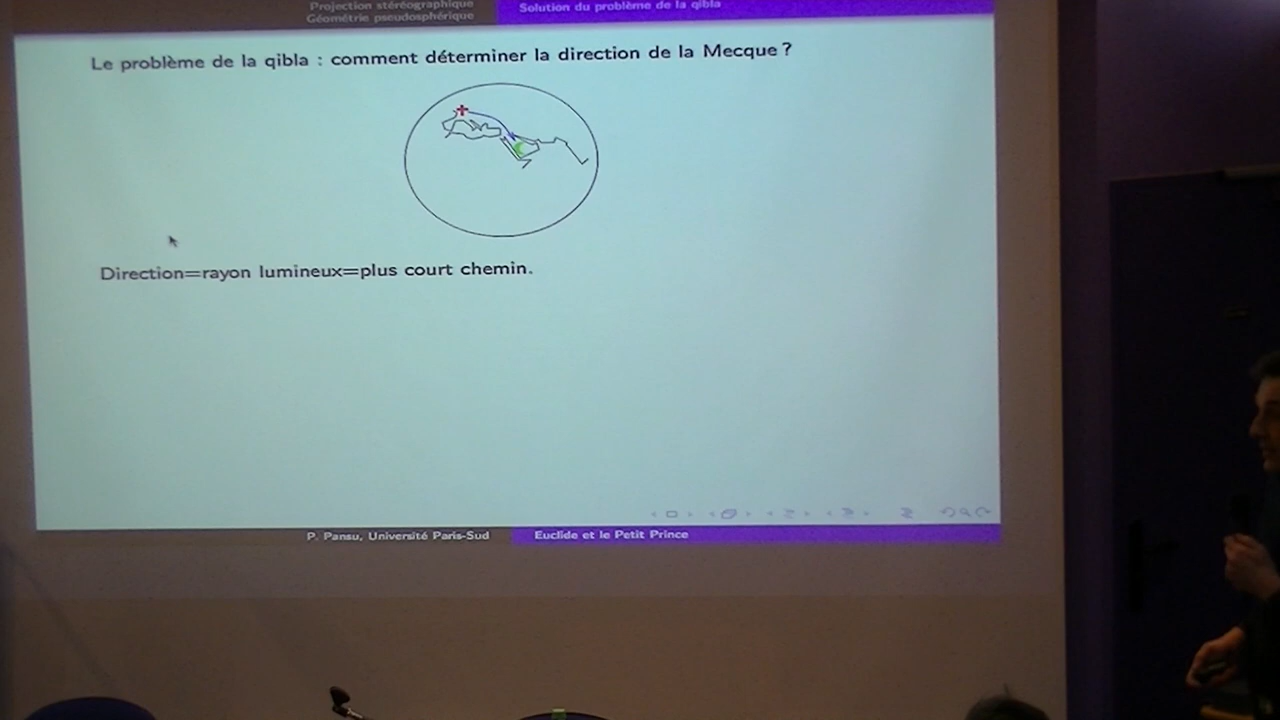 Projection stéréographique
Géométrie pseudosphérique
Solution du problème de la qibla
Le problème de la qibla : comment déterminer la direction de la Mecque ?
Direction=rayon lumineux=plus court chemin.
P. Pansu, Université Paris-Sud
Euclide et le Petit Prince